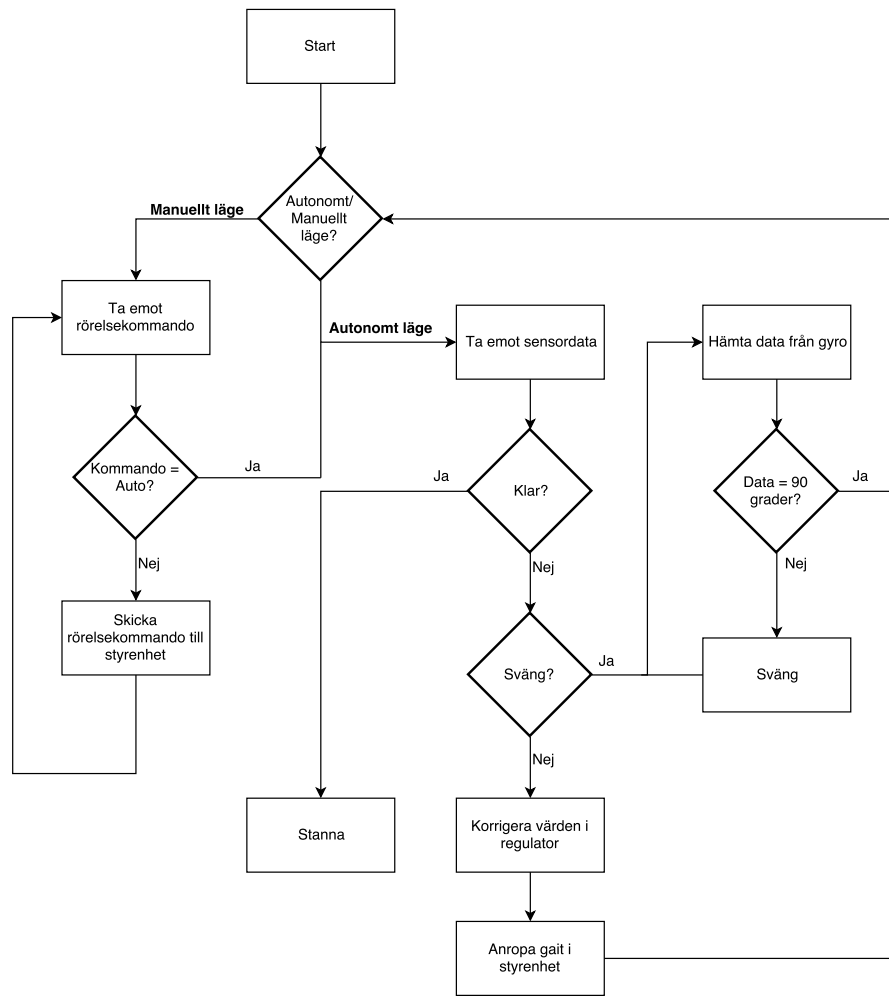 Start
Autonomt/
Manuellt
läge?
Manuellt läge
Ta emot
rörelsekommando
Autonomt läge
Ta emot sensordata
Hämta data från gyro
Kommando =
Auto?
Ja
Ja
Klar?
Data = 90
grader?
Ja
Nej
Nej
Nej
Skicka
rörelsekommando till
styrenhet
Sväng?
Ja
Sväng
Nej
Stanna
Korrigera värden i
regulator
Anropa gait i
styrenhet